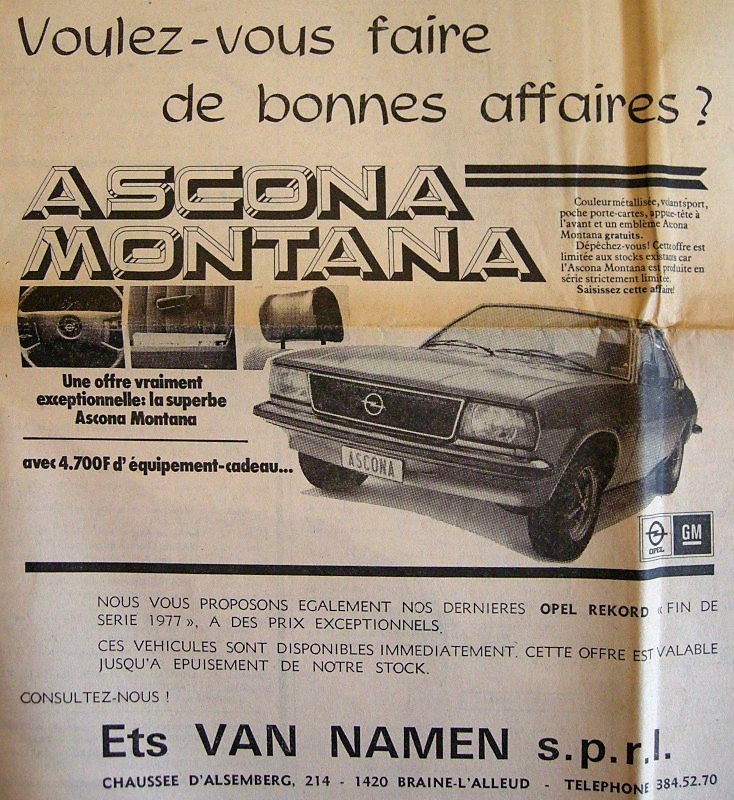 Voulez-vous faire
de bonnes affaires ?
ASCONA
MONTANA
Couleur métallisée, volant sport,
poche porte-cartes, appuie-tête à
l'avant et un emblème Ascona
Montana gratuits.
Dépêchez-vous! Cette offre est
limitée aux stocks existants car
l'Ascona Montana est produite en
série strictement limitée.
Saisissez cette affaire!
Une offre vraiment
exceptionnelle: la superbe
Ascona Montana
avec 4.700F d'équipement-cadeau...
ASCONA
OPEL
GM
NOUS VOUS PROPOSONS EGALEMENT NOS DERNIERES OPEL REKORD « FIN DE
SERIE 1977 », A DES PRIX EXCEPTIONNELS.
CES VEHICULES SONT DISPONIBLES IMMEDIATEMENT. CETTE OFFRE EST VALABLE
JUSQU'A EPUISEMENT DE NOTRE STOCK.
CONSULTEZ-NOUS !
Ets VAN NAMEN s.p.r.l.
CHAUSSEE D'ALSEMBERG, 214 - 1420 BRAINE-L'ALLEUD - TELEPHONE 384.52.70